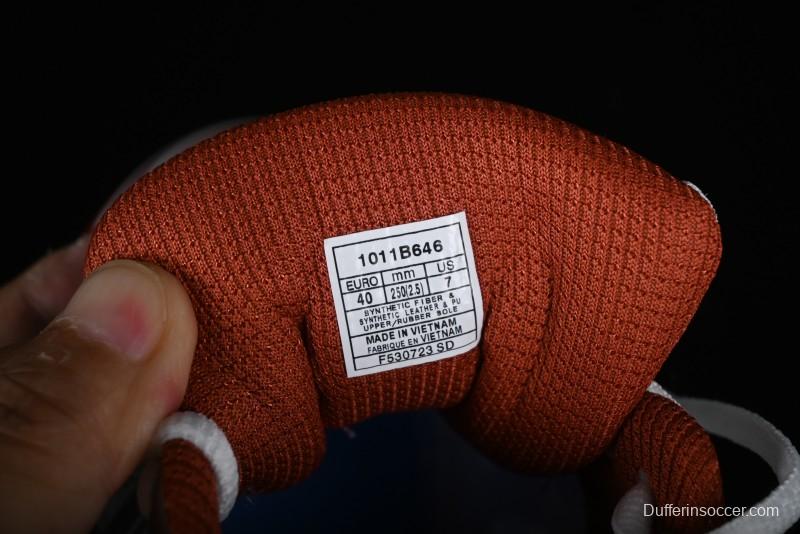 1011B646
EURO mm US
40 250(2.5) 7
SYNTHETIC FIBER &
SYNTHETIC LEATHER & PU
UPPER/RUBBER SOLE
MADE IN VIETNAM
FABRIQUE EN VIETNAM
F530723 SD
Dufferinsoccer.com